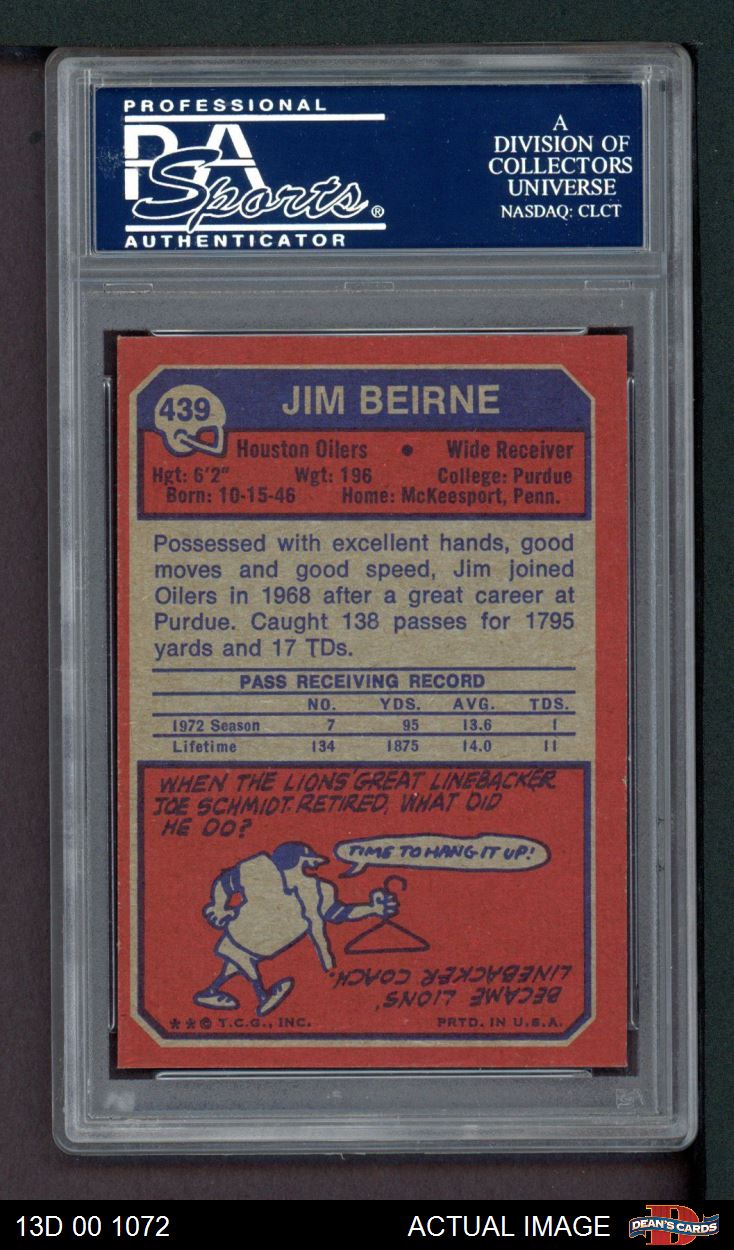 PROFESSIONAL
PSA
Sports®
AUTHENTICATOR
A
DIVISION OF
COLLECTORS
UNIVERSE
NASDAQ: CLCT
439
JIM BEIRNE
Houston Oilers • Wide Receiver
Hgt: 6'2" Wgt: 196 College: Purdue
Born: 10-15-46 Home: McKeesport, Penn.
Possessed with excellent hands, good
moves and good speed, Jim joined
Oilers in 1968 after a great career at
Purdue. Caught 138 passes for 1795
yards and 17 TDs.
PASS RECEIVING RECORD
NO. YDS. AVG. TDS.
1972 Season 7 95 13.6 1
Lifetime 134 1875 14.0 11
WHEN THE LIONS' GREAT LINEBACKER
JOE SCHMIDT RETIRED, WHAT DID
HE DO?
TIME TO HANG IT UP!
BECAME LIONS'
LINEBACKER COACH.
**© T.C.G., INC. PRTD. IN U.S.A.
13D 00 1072 ACTUAL IMAGE
DEAN'S CARDS